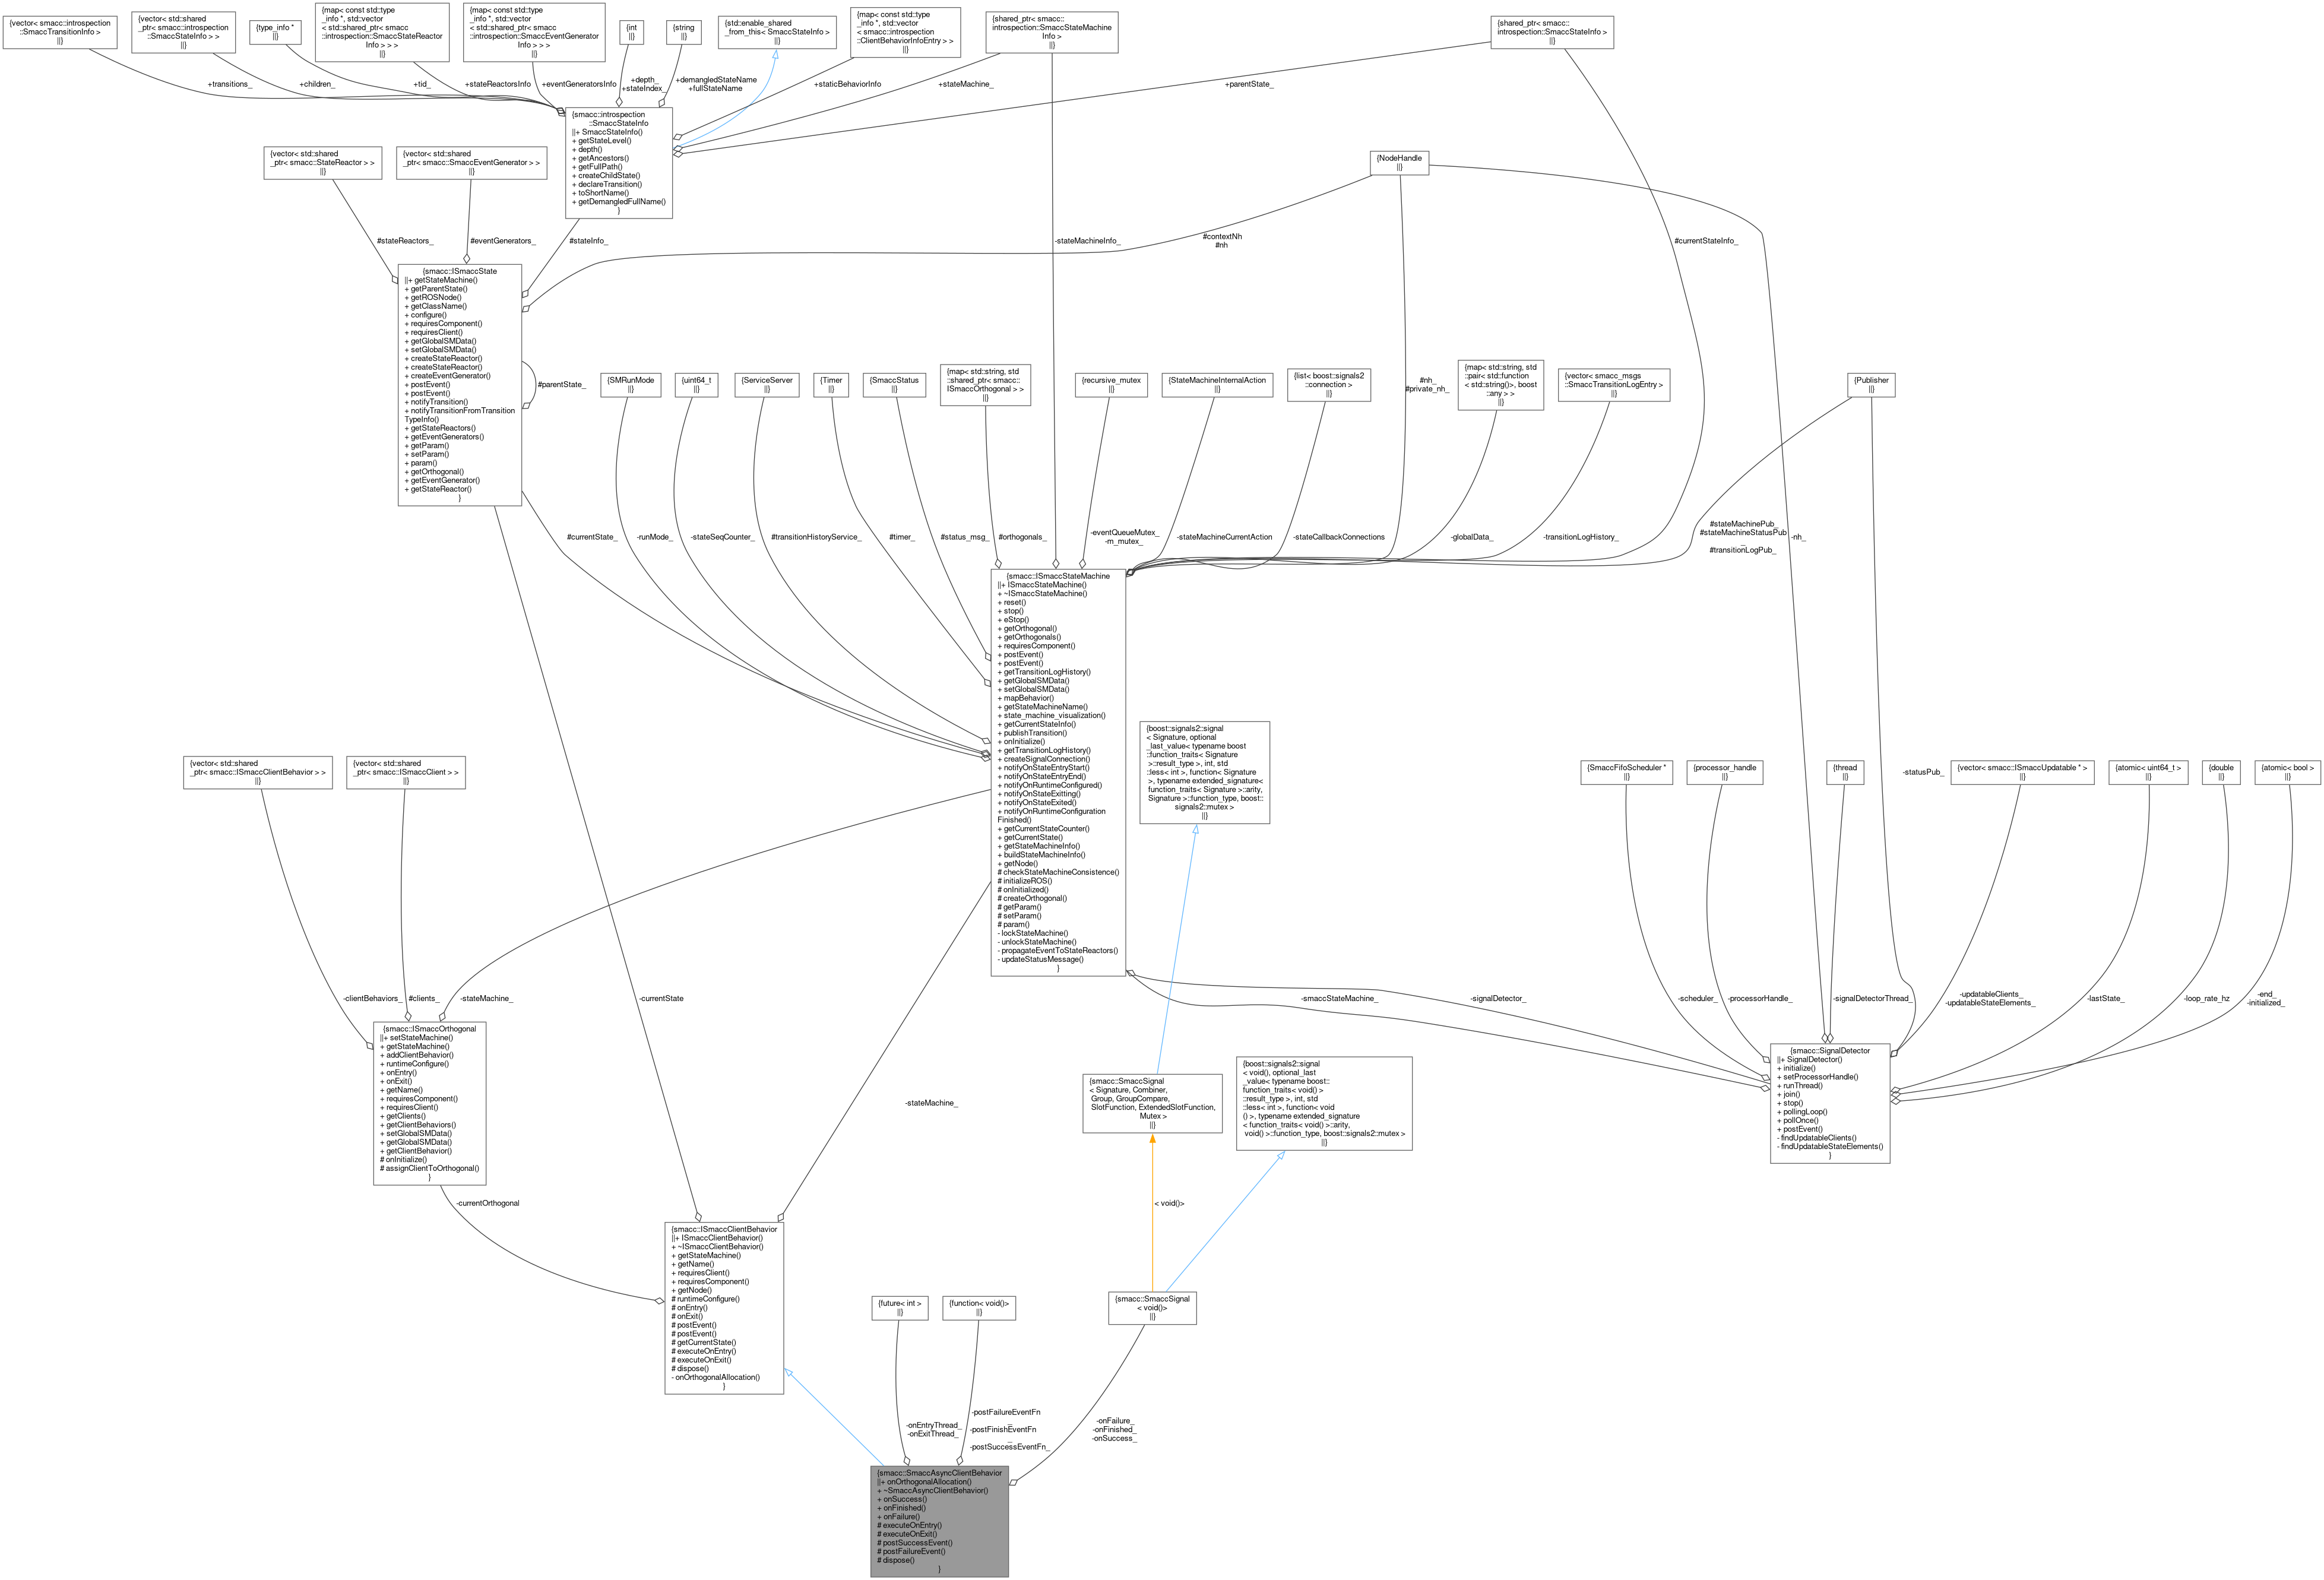 {vector< smacc::introspection
::SmaccTransitionInfo >
||}
{vector< std::shared
_ptr< smacc::introspection
::SmaccStateInfo > >
||}
{type_info *
||}
{map< const std::type
_info *, std::vector
< std::shared_ptr< smacc
::introspection::SmaccStateReactor
Info > > >
||}
{map< const std::type
_info *, std::vector
< std::shared_ptr< smacc
::introspection::SmaccEventGenerator
Info > > >
||}
{int
||}
{string
||}
{std::enable_shared
_from_this< SmaccStateInfo >
||}
{map< const std::type
_info *, std::vector
< smacc::introspection
::ClientBehaviorInfoEntry > >
||}
{shared_ptr< smacc::
introspection::SmaccStateMachine
Info >
||}
{shared_ptr< smacc::
introspection::SmaccStateInfo >
||}
+transitions_
+children_
+tid_
+stateReactorsInfo
+eventGeneratorsInfo
+depth_
+stateIndex_
+demangledStateName
+fullStateName
+staticBehaviorInfo
+stateMachine_
+parentState_
{smacc::introspection
::SmaccStateInfo
||+ SmaccStateInfo()
+ getStateLevel()
+ depth()
+ getAncestors()
+ getFullPath()
+ createChildState()
+ declareTransition()
+ toShortName()
+ getDemangledFullName()
}
{vector< std::shared
_ptr< smacc::StateReactor > >
||}
{vector< std::shared
_ptr< smacc::SmaccEventGenerator > >
||}
{NodeHandle
||}
#stateReactors_
#eventGenerators_
#stateInfo_
-stateMachineInfo_
#contextNh
#nh
#currentStateInfo_
{smacc::ISmaccState
||+ getStateMachine()
+ getParentState()
+ getROSNode()
+ getClassName()
+ configure()
+ requiresComponent()
+ requiresClient()
+ getGlobalSMData()
+ setGlobalSMData()
+ createStateReactor()
+ createStateReactor()
+ createEventGenerator()
+ postEvent()
+ postEvent()
+ notifyTransition()
+ notifyTransitionFromTransition
TypeInfo()
+ getStateReactors()
+ getEventGenerators()
+ getParam()
+ setParam()
+ param()
+ getOrthogonal()
+ getEventGenerator()
+ getStateReactor()
}
#parentState_
{SMRunMode
||}
{uint64_t
||}
{ServiceServer
||}
{Timer
||}
{SmaccStatus
||}
{map< std::string, std
::shared_ptr< smacc::
ISmaccOrthogonal > >
||}
{recursive_mutex
||}
{StateMachineInternalAction
||}
{list< boost::signals2
::connection >
||}
#nh_
#private_nh_
{map< std::string, std
::pair< std::function
< std::string()>, boost
::any > >
||}
{vector< smacc_msgs
::SmaccTransitionLogEntry >
||}
{Publisher
||}
#currentState_
-runMode_
-stateSeqCounter_
#transitionHistoryService_
#timer_
#status_msg_
#orthogonals_
-eventQueueMutex_
-m_mutex_
-stateMachineCurrentAction
-stateCallbackConnections
-globalData_
-transitionLogHistory_
#stateMachinePub_
#stateMachineStatusPub
_
#transitionLogPub_
-nh_
{smacc::ISmaccStateMachine
||+ ISmaccStateMachine()
+ ~ISmaccStateMachine()
+ reset()
+ stop()
+ eStop()
+ getOrthogonal()
+ getOrthogonals()
+ requiresComponent()
+ postEvent()
+ postEvent()
+ getTransitionLogHistory()
+ getGlobalSMData()
+ setGlobalSMData()
+ mapBehavior()
+ getStateMachineName()
+ state_machine_visualization()
+ getCurrentStateInfo()
+ publishTransition()
+ onInitialize()
+ getTransitionLogHistory()
+ createSignalConnection()
+ notifyOnStateEntryStart()
+ notifyOnStateEntryEnd()
+ notifyOnRuntimeConfigured()
+ notifyOnStateExitting()
+ notifyOnStateExited()
+ notifyOnRuntimeConfiguration
Finished()
+ getCurrentStateCounter()
+ getCurrentState()
+ getStateMachineInfo()
+ buildStateMachineInfo()
+ getNode()
# checkStateMachineConsistence()
# initializeROS()
# onInitialized()
# createOrthogonal()
# getParam()
# setParam()
# param()
- lockStateMachine()
- unlockStateMachine()
- propagateEventToStateReactors()
- updateStatusMessage()
}
{boost::signals2::signal
< Signature, optional
_last_value< typename boost
::function_traits< Signature
>::result_type >, int, std
::less< int >, function< Signature
>, typename extended_signature<
function_traits< Signature >::arity,
Signature >::function_type, boost::
signals2::mutex >
||}
{vector< std::shared
_ptr< smacc::ISmaccClientBehavior > >
||}
{vector< std::shared
_ptr< smacc::ISmaccClient > >
||}
{SmaccFifoScheduler *
||}
{processor_handle
||}
{thread
||}
-statusPub_
{vector< smacc::ISmaccUpdatable * >
||}
{atomic< uint64_t >
||}
{double
||}
{atomic< bool >
||}
-clientBehaviors_
#clients_
-stateMachine_
-currentState
-smaccStateMachine_
-signalDetector_
-scheduler_
-processorHandle_
-signalDetectorThread_
-updatableClients_
-updatableStateElements_
-lastState_
-loop_rate_hz
-end_
-initialized_
{smacc::ISmaccOrthogonal
||+ setStateMachine()
+ getStateMachine()
+ addClientBehavior()
+ runtimeConfigure()
+ onEntry()
+ onExit()
+ getName()
+ requiresComponent()
+ requiresClient()
+ getClients()
+ getClientBehaviors()
+ setGlobalSMData()
+ getGlobalSMData()
+ getClientBehavior()
# onInitialize()
# assignClientToOrthogonal()
}
-stateMachine_
{smacc::SmaccSignal
< Signature, Combiner,
Group, GroupCompare,
SlotFunction, ExtendedSlotFunction,
Mutex >
||}
{boost::signals2::signal
< void(), optional_last
_value< typename boost::
function_traits< void() >
::result_type >, int, std
::less< int >, function< void
() >, typename extended_signature
< function_traits< void() >::arity,
void() >::function_type, boost::signals2::mutex >
||}
{smacc::SignalDetector
||+ SignalDetector()
+ initialize()
+ setProcessorHandle()
+ runThread()
+ join()
+ stop()
+ pollingLoop()
+ pollOnce()
+ postEvent()
- findUpdatableClients()
- findUpdatableStateElements()
}
-currentOrthogonal
< void()>
{smacc::ISmaccClientBehavior
||+ ISmaccClientBehavior()
+ ~ISmaccClientBehavior()
+ getStateMachine()
+ getName()
+ requiresClient()
+ requiresComponent()
+ getNode()
# runtimeConfigure()
# onEntry()
# onExit()
# postEvent()
# postEvent()
# getCurrentState()
# executeOnEntry()
# executeOnExit()
# dispose()
- onOrthogonalAllocation()
}
{future< int >
||}
{function< void()>
||}
{smacc::SmaccSignal
< void()>
||}
-onEntryThread_
-onExitThread_
-postFailureEventFn
_
-postFinishEventFn
_
-postSuccessEventFn_
-onFailure_
-onFinished_
-onSuccess_
{smacc::SmaccAsyncClientBehavior
||+ onOrthogonalAllocation()
+ ~SmaccAsyncClientBehavior()
+ onSuccess()
+ onFinished()
+ onFailure()
# executeOnEntry()
# executeOnExit()
# postSuccessEvent()
# postFailureEvent()
# dispose()
}